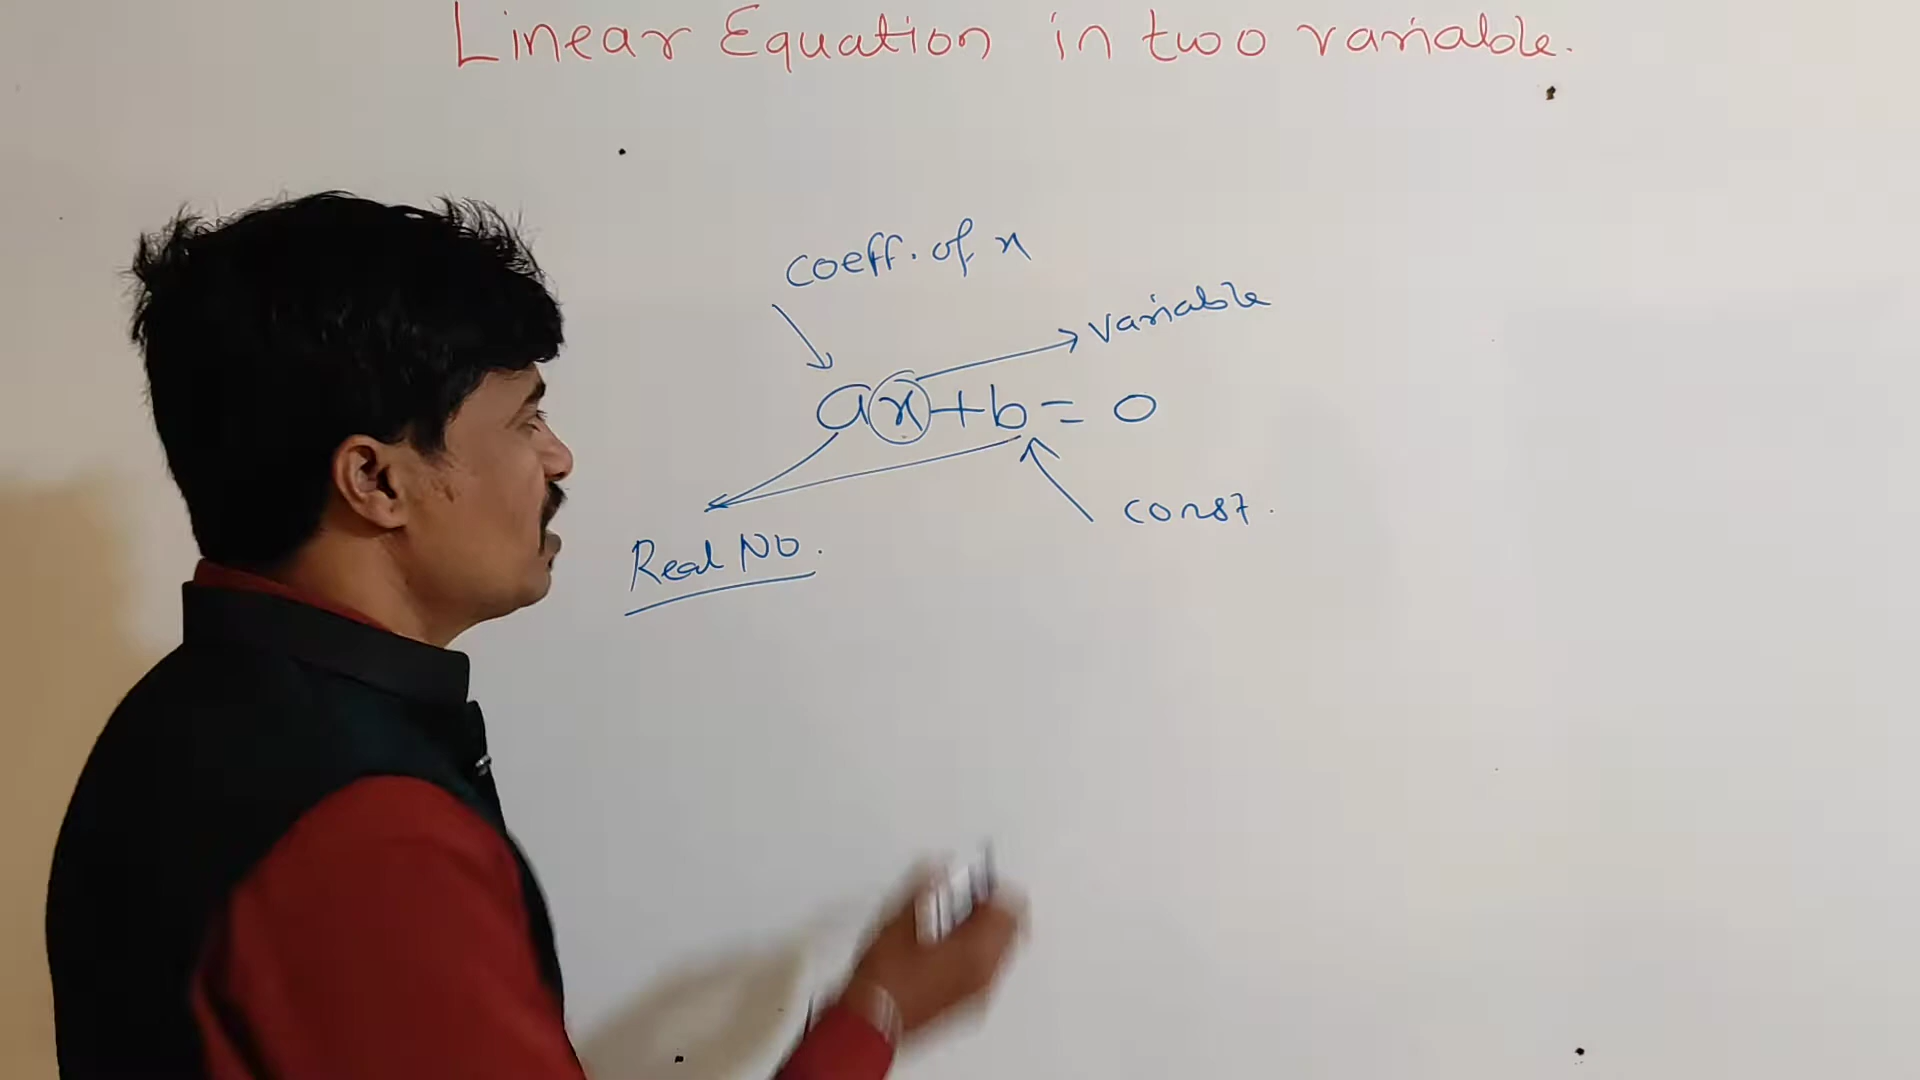 Linear Equation in two variable.
coeff. of x
variable
ax+b= 0
const.
Real No.